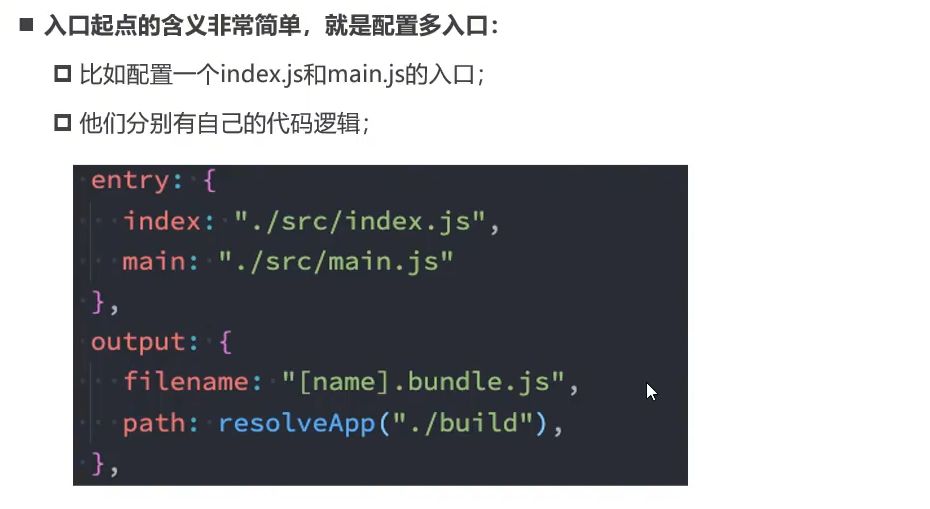 入口起点的含义非常简单，就是配置多入口：
比如配置一个index.js和main.js的入口；
他们分别有自己的代码逻辑；
entry: {
index: "./src/index.js",
main: "./src/main.js"
},
output: {
filename: "[name].bundle.js",
path: resolveApp("./build"),
},